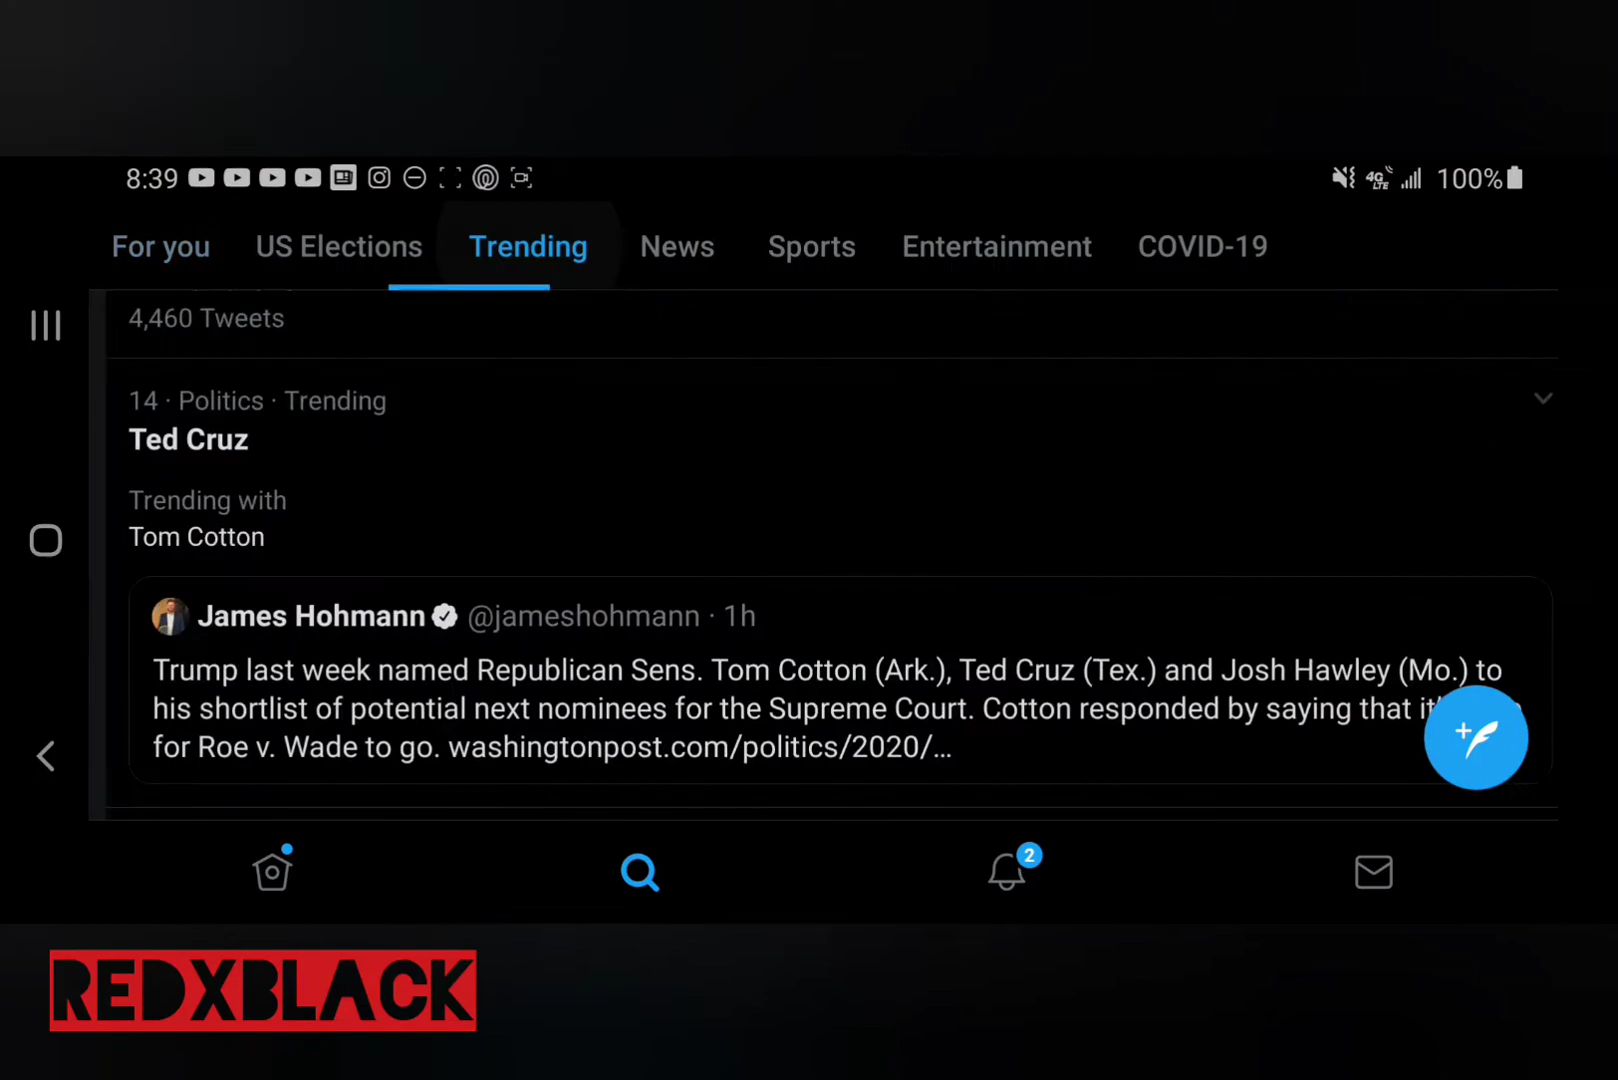 8:39
4G LTE
100%
For you US Elections Trending News Sports Entertainment COVID-19
4,460 Tweets
14 · Politics · Trending
Ted Cruz
Trending with
Tom Cotton
James Hohmann @jameshohmann · 1h
Trump last week named Republican Sens. Tom Cotton (Ark.), Ted Cruz (Tex.) and Josh Hawley (Mo.) to
his shortlist of potential next nominees for the Supreme Court. Cotton responded by saying that
for Roe v. Wade to go. washingtonpost.com/politics/2020/…
2
REDXBLACK